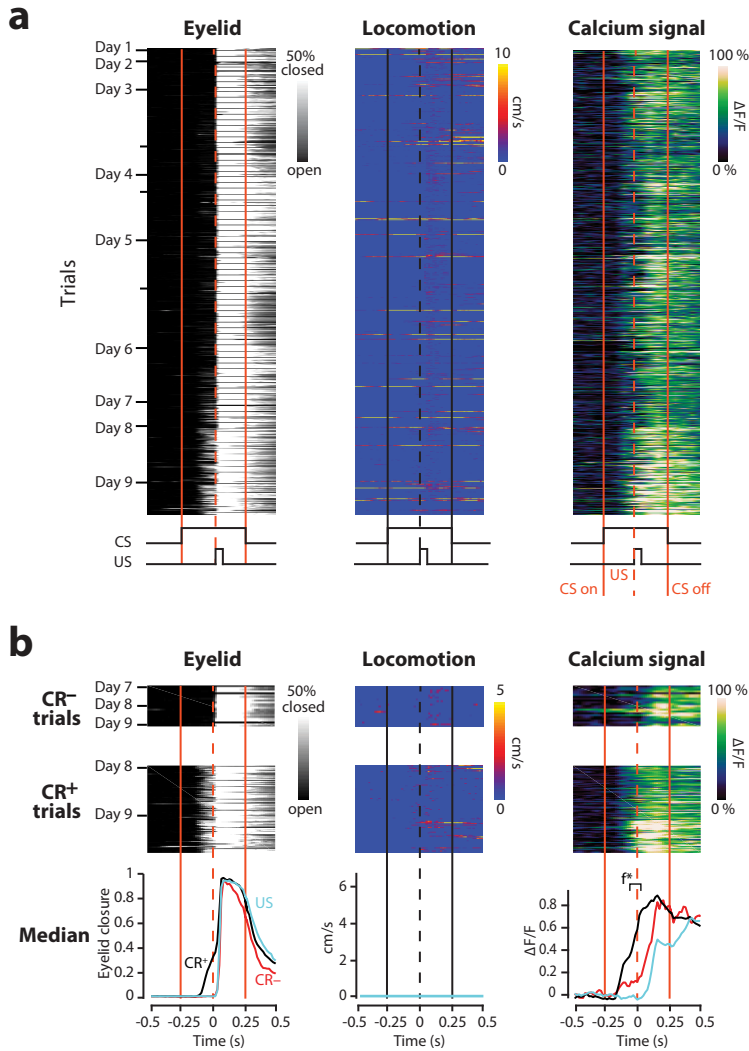 a
Eyelid
Locomotion
Calcium signal
Day 1
Day 2
Day 3
Day 4
Day 5
Day 6
Day 7
Day 8
Day 9
Trials
50%
closed
open
10
cm/s
0
100 %
ΔF/F
0 %
CS
US
CS on
US
CS off
b
Eyelid
Locomotion
Calcium signal
CR–
trials
Day 7
Day 8
Day 9
CR+
trials
Day 8
Day 9
50%
closed
open
5
cm/s
0
100 %
ΔF/F
0 %
Median
Eyelid closure
1
0.8
0.6
0.4
0.2
0
US
CR+
CR–
-0.5 -0.25 0 0.25 0.5
Time (s)
cm/s
6
4
2
0
-0.5 -0.25 0 0.25 0.5
Time (s)
f*
ΔF/F
0.8
0.4
0
-0.5 -0.25 0 0.25 0.5
Time (s)